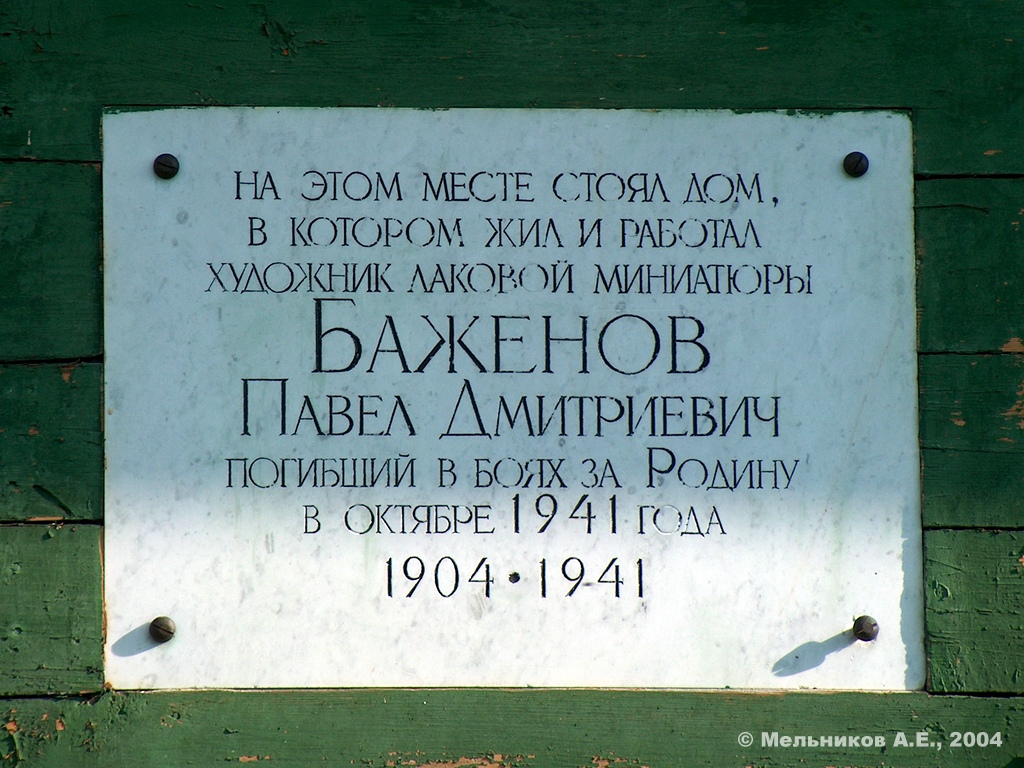 НА ЭТОМ МЕСТЕ СТОЯЛ ДОМ,
В КОТОРОМ ЖИЛ И РАБОТАЛ
ХУДОЖНИК ЛАКОВОЙ МИНИАТЮРЫ
БАЖЕНОВ
ПАВЕЛ ДМИТРИЕВИЧ
ПОГИБШИЙ В БОЯХ ЗА РОДИНУ
В ОКТЯБРЕ 1941 ГОДА
1904 • 1941
© Мельников А.Е., 2004